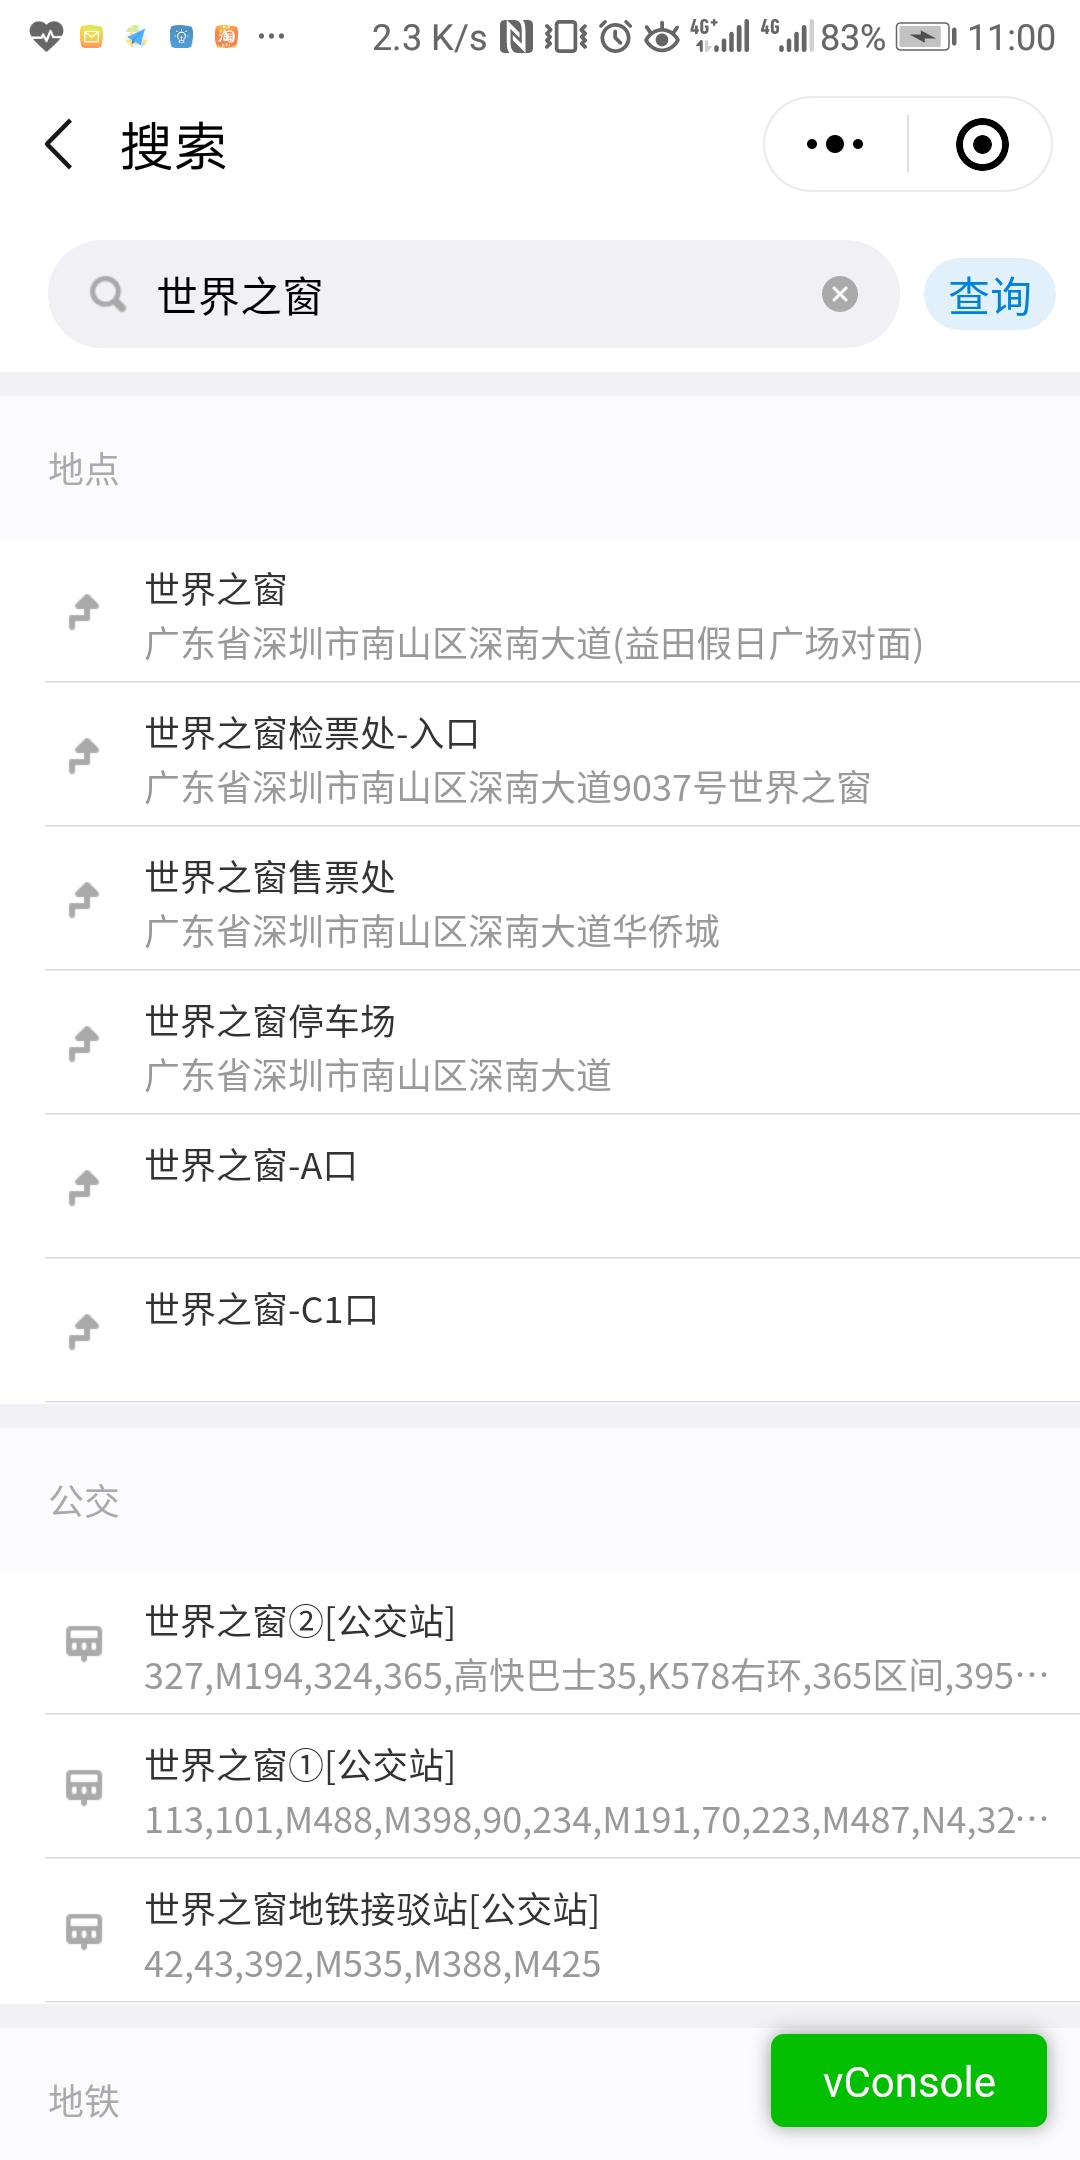 2.3 K/s 4G+ 4G 83% 11:00
搜索
世界之窗 查询
地点
世界之窗
广东省深圳市南山区深南大道(益田假日广场对面)
世界之窗检票处-入口
广东省深圳市南山区深南大道9037号世界之窗
世界之窗售票处
广东省深圳市南山区深南大道华侨城
世界之窗停车场
广东省深圳市南山区深南大道
世界之窗-A口
世界之窗-C1口
公交
世界之窗②[公交站]
327,M194,324,365,高快巴士35,K578右环,365区间,395…
世界之窗①[公交站]
113,101,M488,M398,90,234,M191,70,223,M487,N4,32…
世界之窗地铁接驳站[公交站]
42,43,392,M535,M388,M425
地铁
vConsole